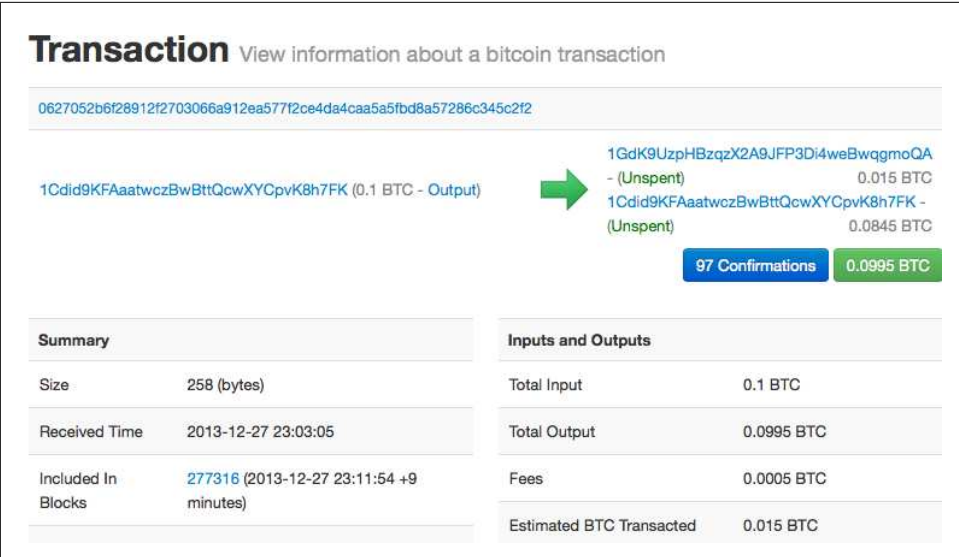 Transaction View information about a bitcoin transaction
0627052b6f28912f2703066a912ea577f2ce4da4caa5a5fbd8a57286c345c2f2
1Cdid9KFAaatwczBwBttQcwXYCpvK8h7FK (0.1 BTC - Output)
1GdK9UzpHBzqzX2A9JFP3Di4weBwqgmoQA
- (Unspent) 0.015 BTC
1Cdid9KFAaatwczBwBttQcwXYCpvK8h7FK -
(Unspent) 0.0845 BTC
97 Confirmations 0.0995 BTC
Summary
Size 258 (bytes)
Received Time 2013-12-27 23:03:05
Included In 277316 (2013-12-27 23:11:54 +9
Blocks minutes)
Inputs and Outputs
Total Input 0.1 BTC
Total Output 0.0995 BTC
Fees 0.0005 BTC
Estimated BTC Transacted 0.015 BTC